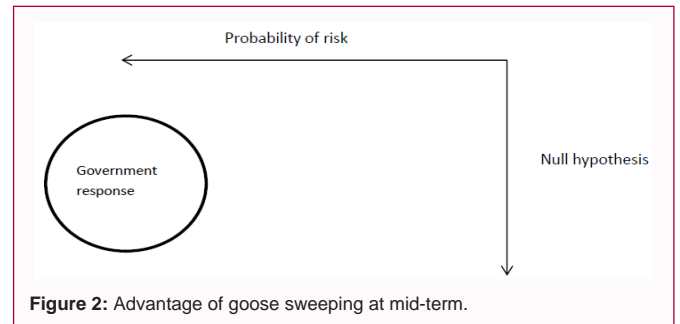 Probability of risk
Null hypothesis
Government
response
Figure 2: Advantage of goose sweeping at mid-term.